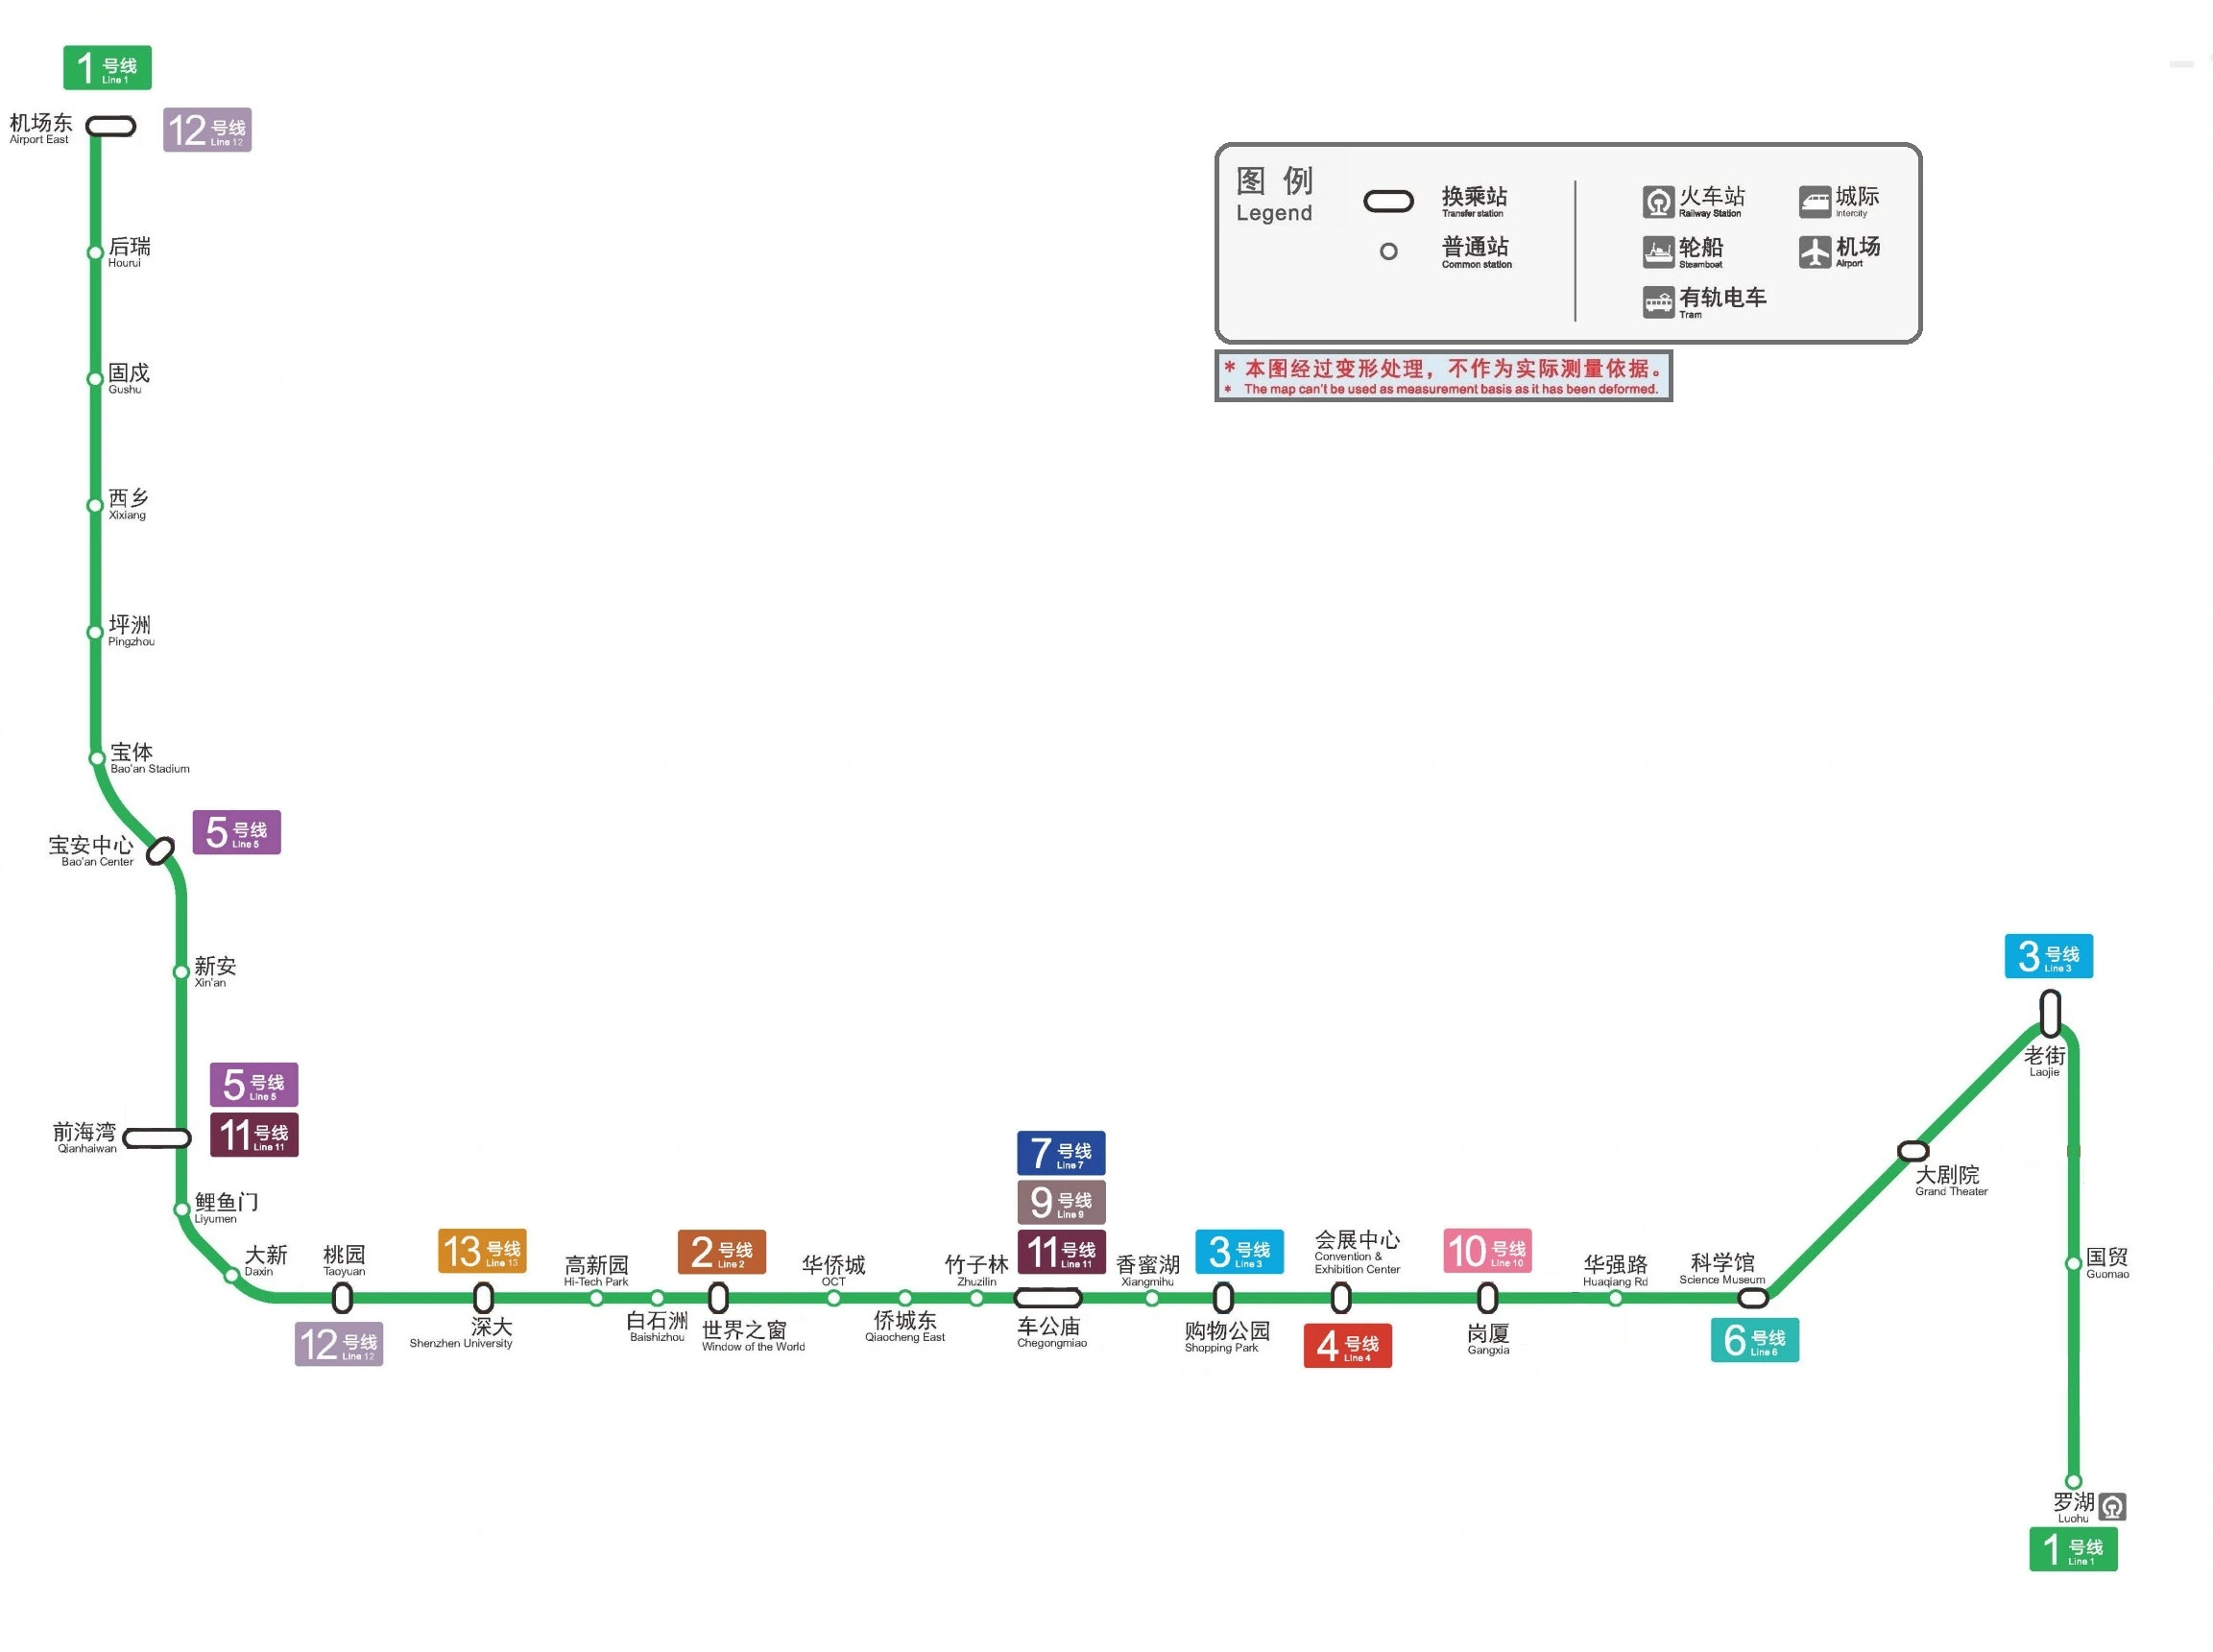 1 号线
Line 1
机场东
Airport East
12 号线
Line 12
图 例
Legend
换乘站
Transfer station
普通站
Common station
火车站
Railway Station
城际
Intercity
轮船
Steamboat
机场
Airport
有轨电车
Tram
* 本图经过变形处理，不作为实际测量依据。
* The map can't be used as measurement basis as it has been deformed.
后瑞
Hourui
固戍
Gushu
西乡
Xixiang
坪洲
Pingzhou
宝体
Bao'an Stadium
宝安中心
Bao'an Center
5 号线
Line 5
新安
Xin'an
5 号线
Line 5
11 号线
Line 11
前海湾
Qianhaiwan
鲤鱼门
Liyumen
大新
Daxin
桃园
Taoyuan
12 号线
Line 12
13 号线
Line 13
深大
Shenzhen University
高新园
Hi-Tech Park
白石洲
Baishizhou
2 号线
Line 2
世界之窗
Window of the World
华侨城
OCT
侨城东
Qiaocheng East
竹子林
Zhuzilin
7 号线
Line 7
9 号线
Line 9
11 号线
Line 11
车公庙
Chegongmiao
香蜜湖
Xiangmihu
3 号线
Line 3
购物公园
Shopping Park
会展中心
Convention &
Exhibition Center
4 号线
Line 4
10 号线
Line 10
岗厦
Gangxia
华强路
Huaqiang Rd
科学馆
Science Museum
6 号线
Line 6
大剧院
Grand Theater
3 号线
Line 3
老街
Laojie
国贸
Guomao
罗湖
Luohu
1 号线
Line 1